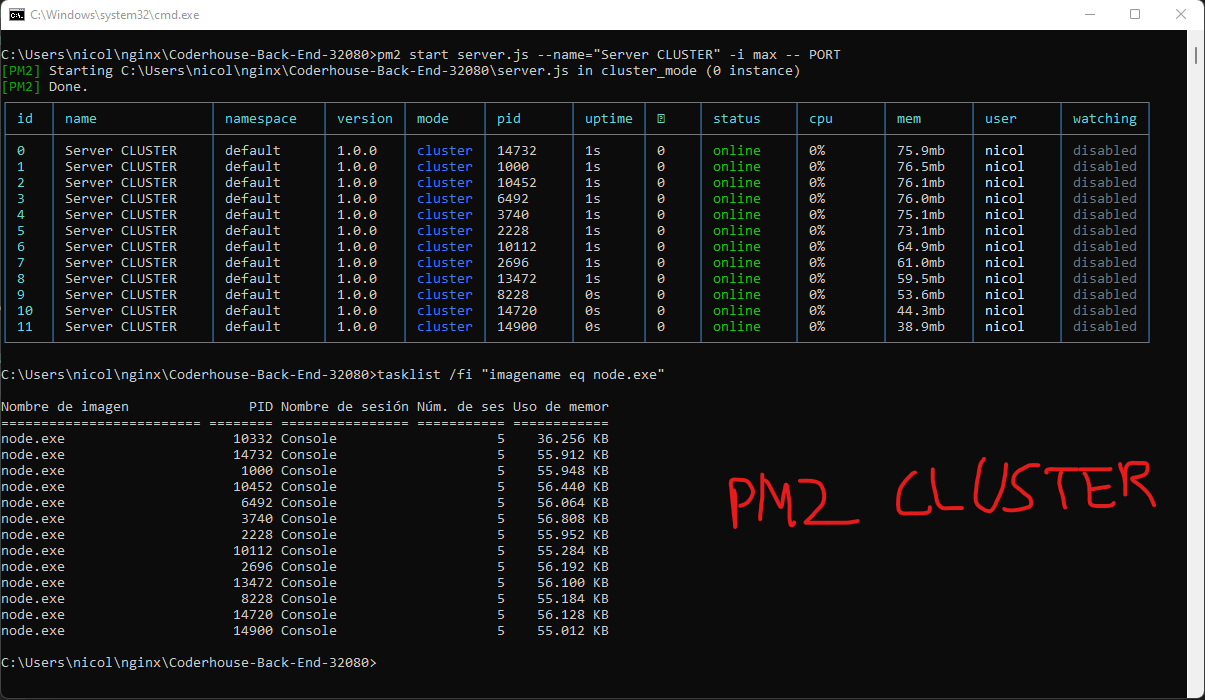 C:\Windows\system32\cmd.exe
C:\Users\nicol\nginx\Coderhouse-Back-End-32080>pm2 start server.js --name="Server CLUSTER" -i max -- PORT
[PM2] Starting C:\Users\nicol\nginx\Coderhouse-Back-End-32080\server.js in cluster_mode (0 instance)
[PM2] Done.
id name namespace version mode pid uptime status cpu mem user watching
0 Server CLUSTER default 1.0.0 cluster 14732 1s 0 online 0% 75.9mb nicol disabled
1 Server CLUSTER default 1.0.0 cluster 1000 1s 0 online 0% 76.5mb nicol disabled
2 Server CLUSTER default 1.0.0 cluster 10452 1s 0 online 0% 76.1mb nicol disabled
3 Server CLUSTER default 1.0.0 cluster 6492 1s 0 online 0% 76.0mb nicol disabled
4 Server CLUSTER default 1.0.0 cluster 3740 1s 0 online 0% 75.1mb nicol disabled
5 Server CLUSTER default 1.0.0 cluster 2228 1s 0 online 0% 73.1mb nicol disabled
6 Server CLUSTER default 1.0.0 cluster 10112 1s 0 online 0% 64.9mb nicol disabled
7 Server CLUSTER default 1.0.0 cluster 2696 1s 0 online 0% 61.0mb nicol disabled
8 Server CLUSTER default 1.0.0 cluster 13472 1s 0 online 0% 59.5mb nicol disabled
9 Server CLUSTER default 1.0.0 cluster 8228 0s 0 online 0% 53.6mb nicol disabled
10 Server CLUSTER default 1.0.0 cluster 14720 0s 0 online 0% 44.3mb nicol disabled
11 Server CLUSTER default 1.0.0 cluster 14900 0s 0 online 0% 38.9mb nicol disabled
C:\Users\nicol\nginx\Coderhouse-Back-End-32080>tasklist /fi "imagename eq node.exe"
Nombre de imagen PID Nombre de sesión Núm. de ses Uso de memor
========================= ======== ================ =========== ============
node.exe 10332 Console 5 36.256 KB
node.exe 14732 Console 5 55.912 KB
node.exe 1000 Console 5 55.948 KB
node.exe 10452 Console 5 56.440 KB
node.exe 6492 Console 5 56.064 KB
node.exe 3740 Console 5 56.808 KB
node.exe 2228 Console 5 55.952 KB
node.exe 10112 Console 5 55.284 KB
node.exe 2696 Console 5 56.192 KB
node.exe 13472 Console 5 56.100 KB
node.exe 8228 Console 5 55.184 KB
node.exe 14720 Console 5 56.128 KB
node.exe 14900 Console 5 55.012 KB
PM2 CLUSTER
C:\Users\nicol\nginx\Coderhouse-Back-End-32080>